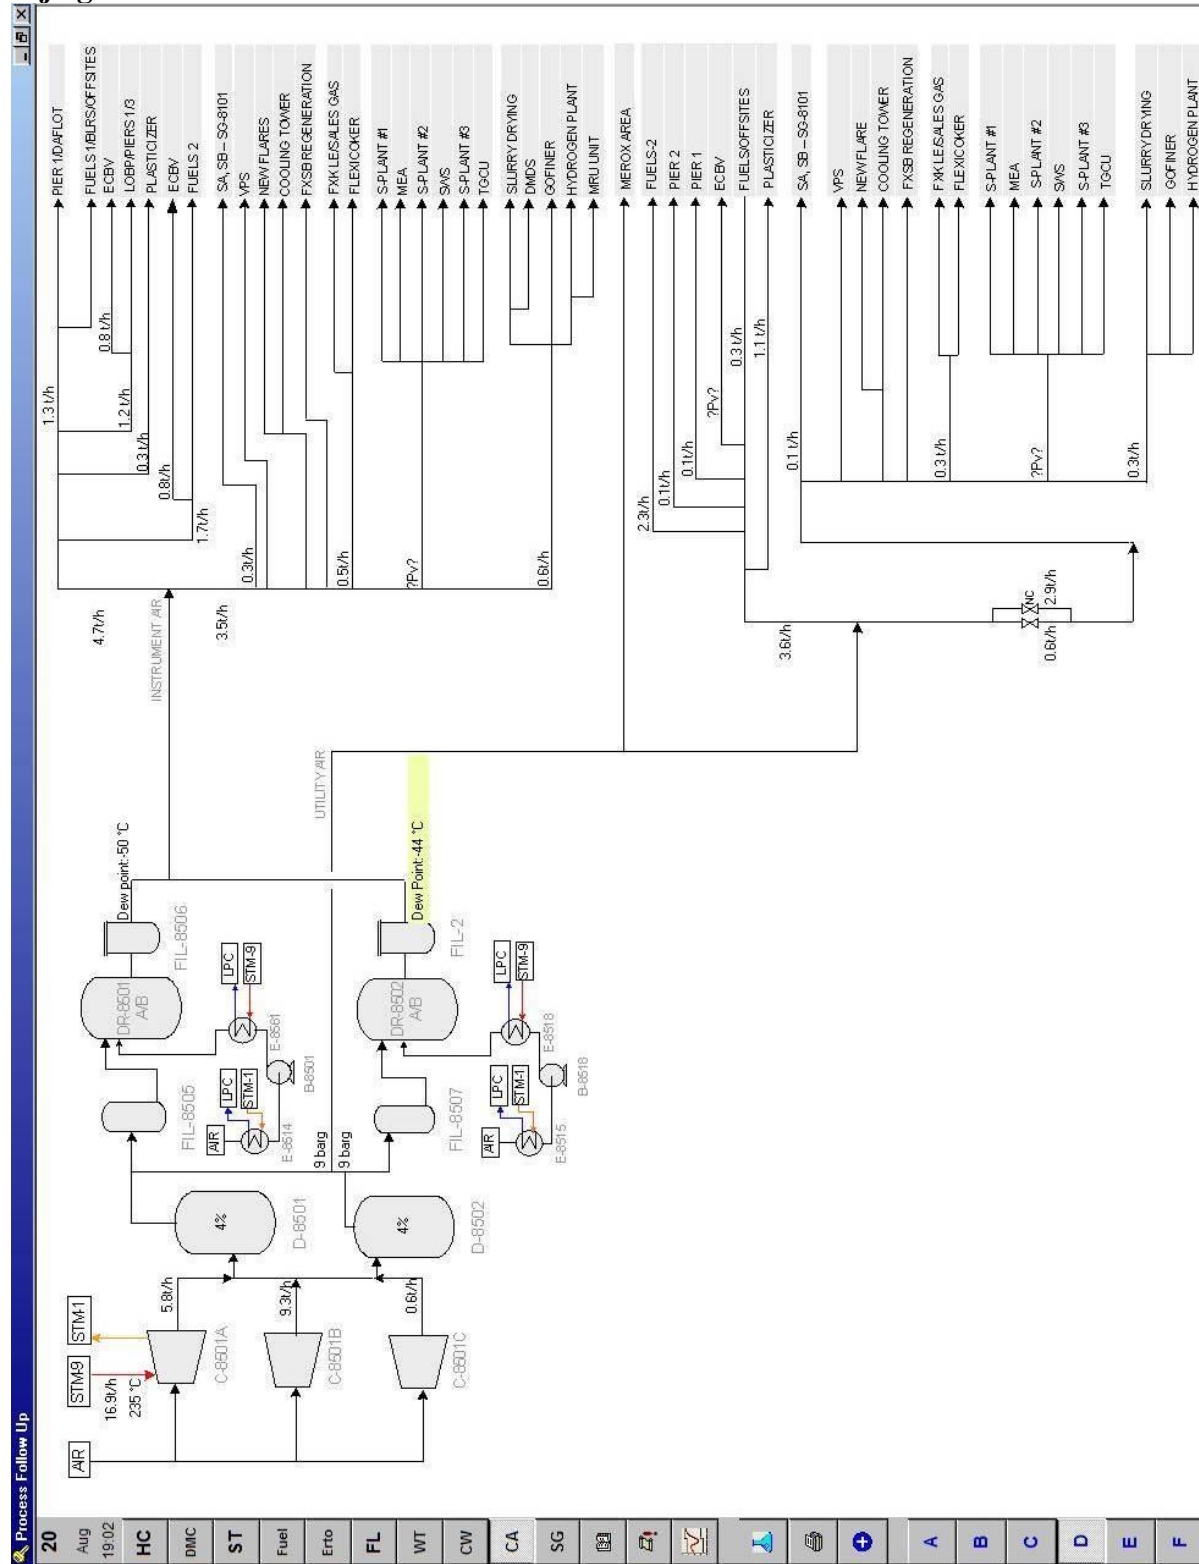 Process Follow Up
20
Aug
19:02
HC
DMC
ST
Fuel
Erto
FL
WT
CW
CA
SG
A
B
C
D
E
F
AIR
STM-9
STM-1
16.9t/h
235 °C
C-8501A
5.8t/h
C-8501B
9.3t/h
C-8501C
0.6t/h
4%
D-8501
4%
D-8502
9 barg
9 barg
FIL-8505
AIR
LPC
STM-1
E-8514
B-8501
LPC
STM-9
E-8581
DR-8501
A/B
FIL-8506
Dew point:-50 °C
FIL-8507
AIR
LPC
STM-1
E-8515
B-8518
LPC
STM-9
E-8518
DR-8502
A/B
FIL-2
Dew Point:-44 °C
INSTRUMENT AIR
UTILITY AIR
4.7t/h
3.5t/h
1.3 t/h
PIER 1/DAFLOT
FUELS 1/BLRS/OFFSITES
0.8 t/h
ECBV
1.2 t/h
LOBP/PIERS 1/3
0.3 t/h
PLASTICIZER
0.8t/h
ECBV
1.7t/h
FUELS 2
SA, SB – SG-8101
0.3t/h
VPS
NEW FLARES
COOLING TOWER
FXSB REGENERATION
FXK LE/SALES GAS
0.5t/h
FLEXICOKER
S-PLANT #1
MEA
?Pv?
S-PLANT #2
SWS
S-PLANT #3
TGCU
SLURRY DRYING
DMDS
0.6t/h
GOFINER
HYDROGEN PLANT
MRU UNIT
MEROX AREA
2.3t/h
FUELS-2
0.1t/h
PIER 2
0.1t/h
PIER 1
?Pv?
ECBV
0.3 t/h
FUELS/OFFSITES
1.1 t/h
PLASTICIZER
3.6t/h
0.1 t/h
SA, SB – SG-8101
VPS
NEW FLARE
COOLING TOWER
FXSB REGENERATION
FXK LE/SALES GAS
0.3 t/h
FLEXICOKER
S-PLANT #1
MEA
?Pv?
S-PLANT #2
SWS
S-PLANT #3
TGCU
0.3t/h
SLURRY DRYING
GOFINER
HYDROGEN PLANT
NC
0.6t/h
2.9t/h